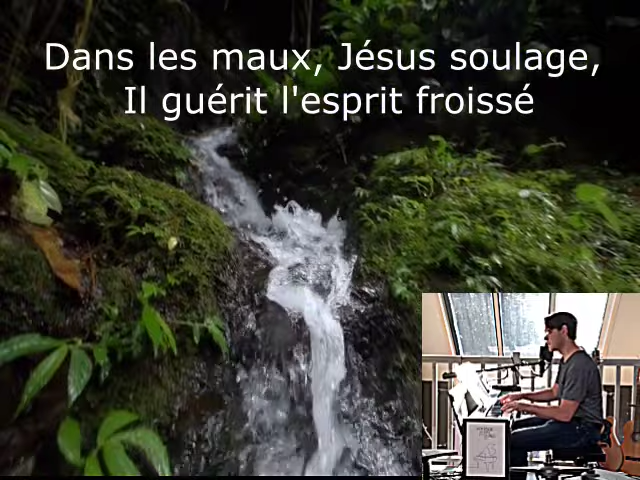 Dans les maux, Jésus soulage,
Il guérit l'esprit froissé